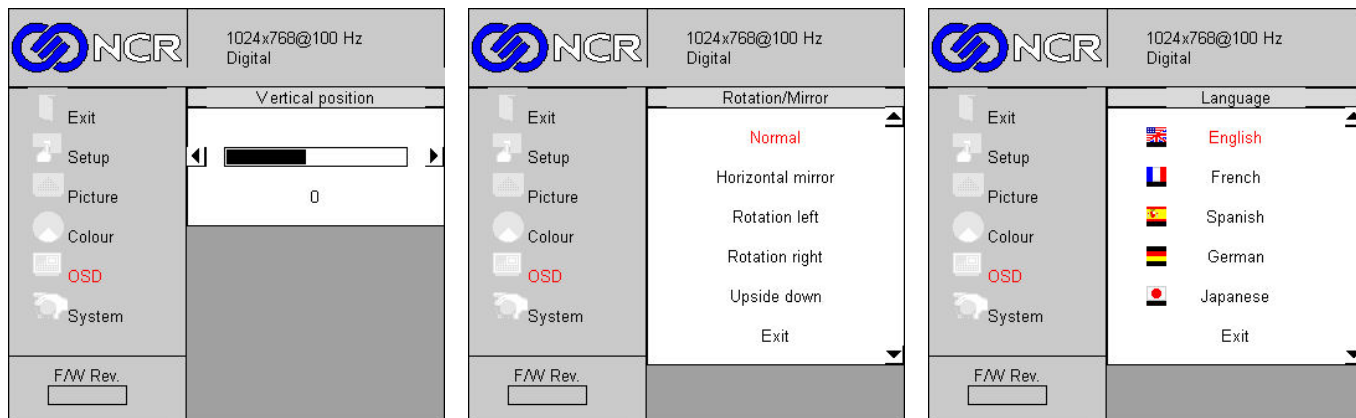 NCR
1024x768@100 Hz
Digital
Vertical position
Exit
Setup
Picture
0
Colour
OSD
System
F/W Rev.
NCR
1024x768@100 Hz
Digital
Rotation/Mirror
Exit
Setup
Picture
Colour
OSD
System
Normal
Horizontal mirror
Rotation left
Rotation right
Upside down
Exit
F/W Rev.
NCR
1024x768@100 Hz
Digital
Language
Exit
Setup
Picture
Colour
OSD
System
English
French
Spanish
German
Japanese
Exit
F/W Rev.